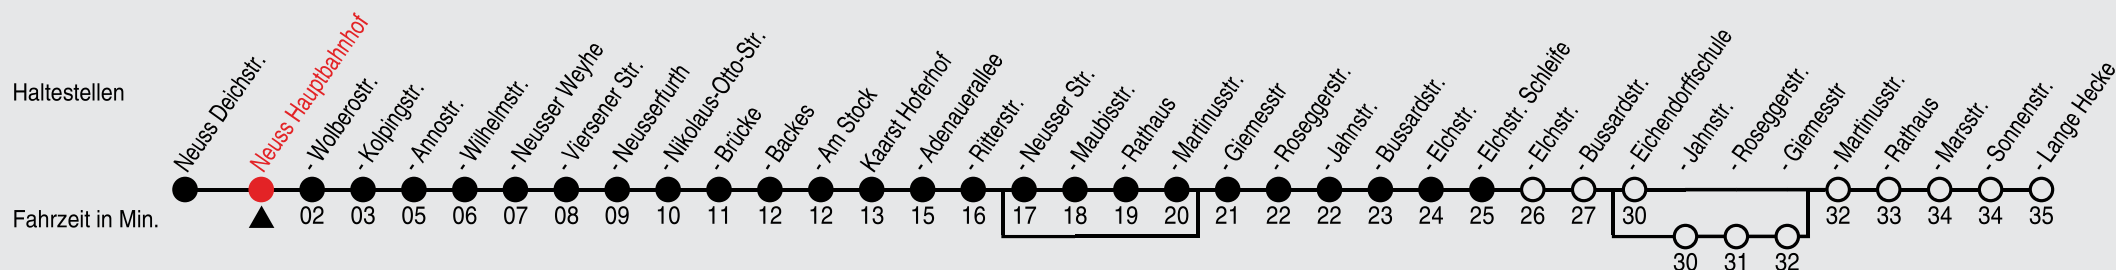 Haltestellen
Neuss Deichstr.
Neuss Hauptbahnhof
- Wolberostr.
- Kolpingstr.
- Annostr.
- Wilhelmstr.
- Neusser Weyhe
- Viersener Str.
- Neusserfurth
- Nikolaus-Otto-Str.
- Brücke
- Backes
- Am Stock
Kaarst Hoferhof
- Adenauerallee
- Ritterstr.
- Neusser Str.
- Maubisstr.
- Rathaus
- Martinusstr.
- Giemesstr
- Roseggerstr.
- Jahnstr.
- Bussardstr.
- Elchstr.
- Elchstr. Schleife
- Elchstr.
- Bussardstr.
- Eichendorffschule
- Jahnstr.
- Roseggerstr.
- Giemesstr
- Martinusstr.
- Rathaus
- Marsstr.
- Sonnenstr.
- Lange Hecke
Fahrzeit in Min. 02 03 05 06 07 08 09 10 11 12 12 13 15 16 17 18 19 20 21 22 22 23 24 25 26 27 30 32 33 34 34 35
30 31 32